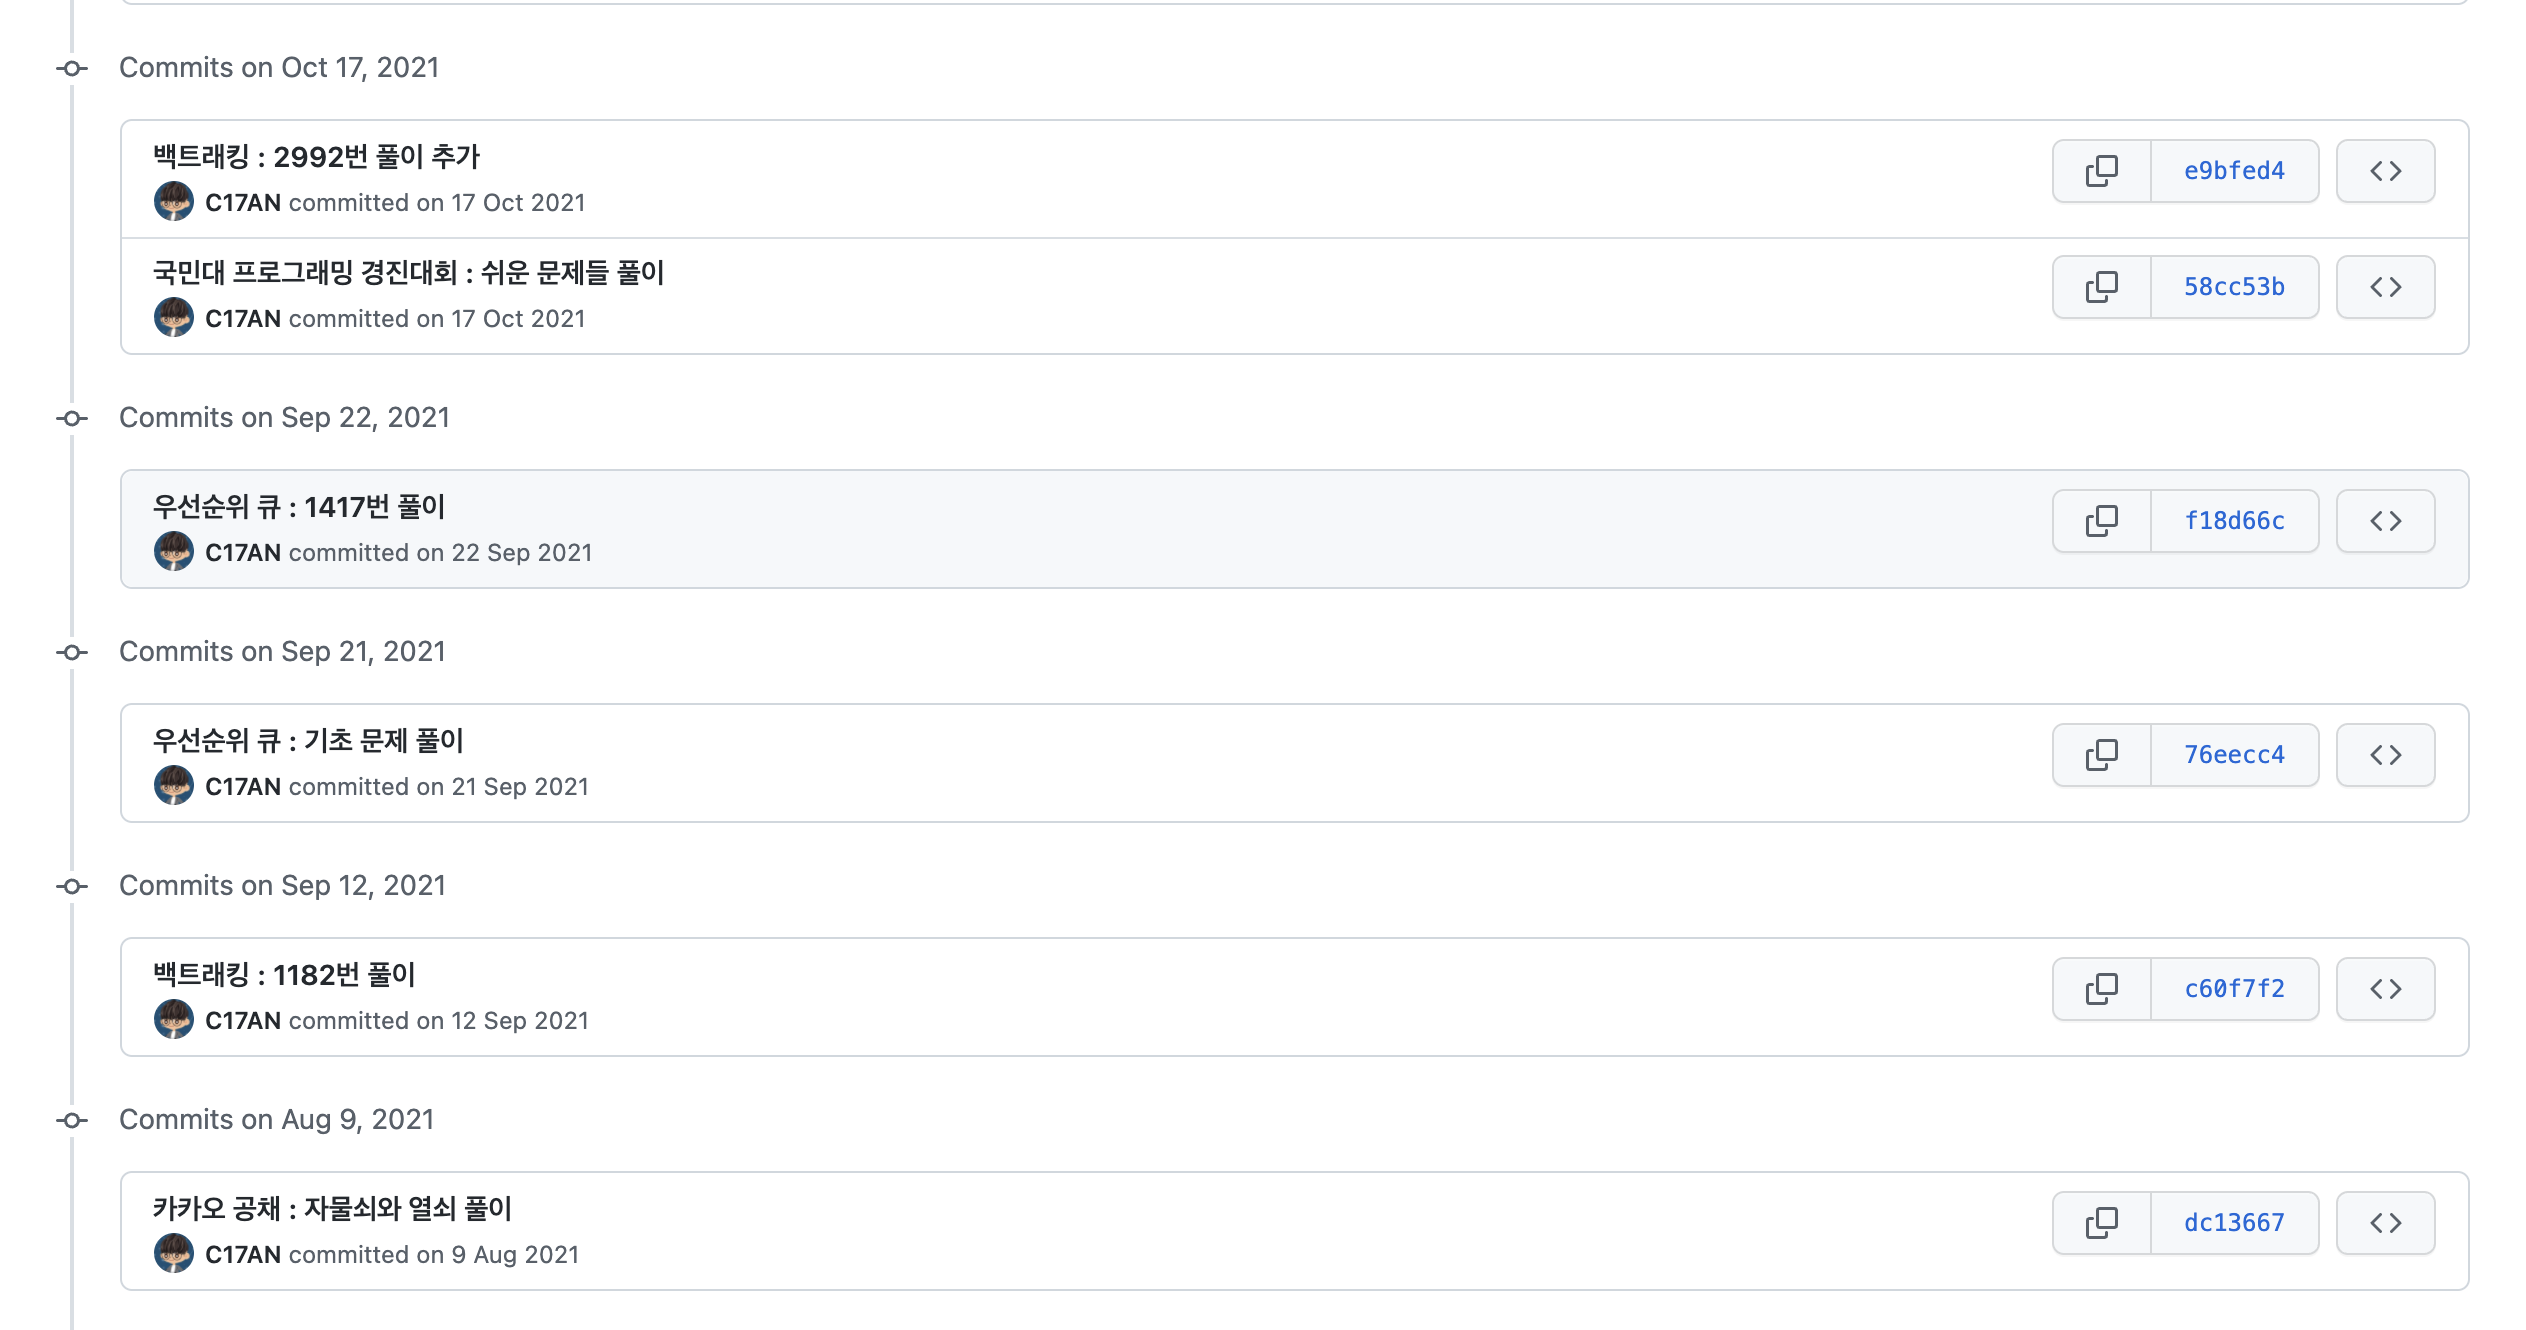 Commits on Oct 17, 2021
백트래킹 : 2992번 풀이 추가
e9bfed4
C17AN committed on 17 Oct 2021
국민대 프로그래밍 경진대회 : 쉬운 문제들 풀이
58cc53b
C17AN committed on 17 Oct 2021
Commits on Sep 22, 2021
우선순위 큐 : 1417번 풀이
f18d66c
C17AN committed on 22 Sep 2021
Commits on Sep 21, 2021
우선순위 큐 : 기초 문제 풀이
76eecc4
C17AN committed on 21 Sep 2021
Commits on Sep 12, 2021
백트래킹 : 1182번 풀이
c60f7f2
C17AN committed on 12 Sep 2021
Commits on Aug 9, 2021
카카오 공채 : 자물쇠와 열쇠 풀이
dc13667
C17AN committed on 9 Aug 2021